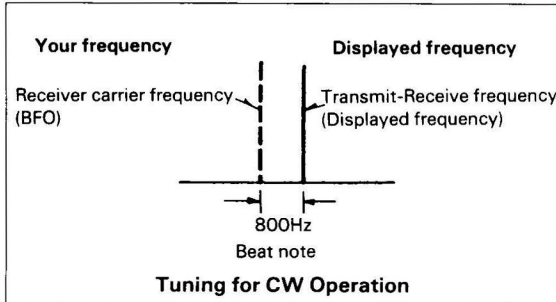 Your frequency
Displayed frequency
Receiver carrier frequency
(BFO)
Transmit-Receive frequency
(Displayed frequency)
800Hz
Beat note
Tuning for CW Operation